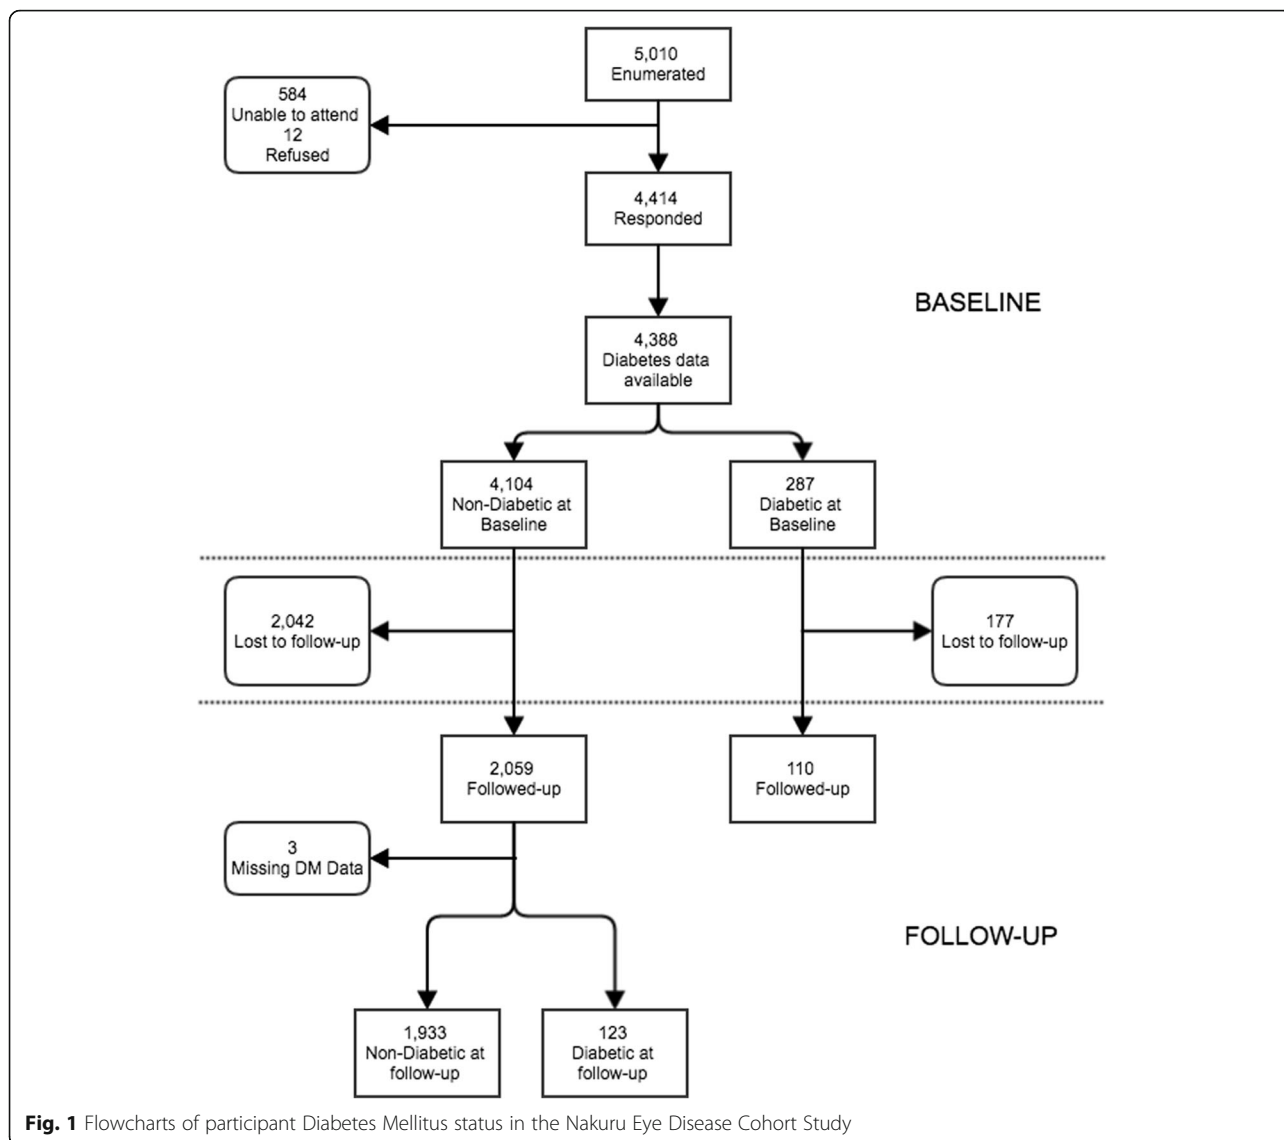 5,010
Enumerated
584
Unable to attend
12
Refused
4,414
Responded
BASELINE
4,388
Diabetes data
available
4,104
Non-Diabetic at
Baseline
287
Diabetic at
Baseline
2,042
Lost to follow-up
177
Lost to follow-up
2,059
Followed-up
110
Followed-up
3
Missing DM Data
FOLLOW-UP
1,933
Non-Diabetic at
follow-up
123
Diabetic at
follow-up
Fig. 1 Flowcharts of participant Diabetes Mellitus status in the Nakuru Eye Disease Cohort Study